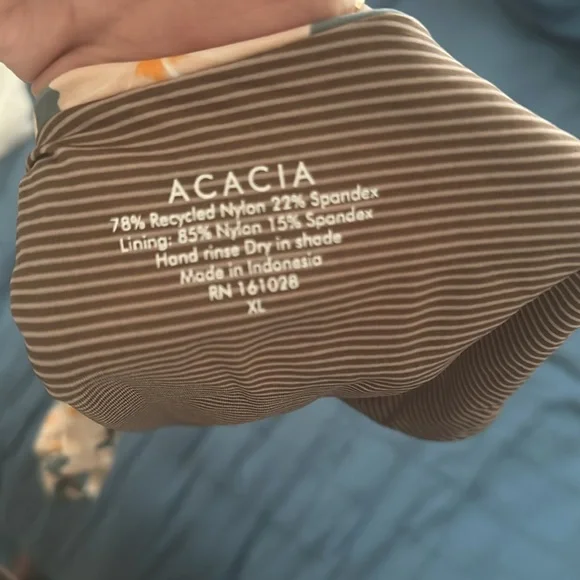 ACACIA
78% Recycled Nylon 22% Spandex
Lining: 85% Nylon 15% Spandex
Hand rinse Dry in shade
Made in Indonesia
RN 161028
XL